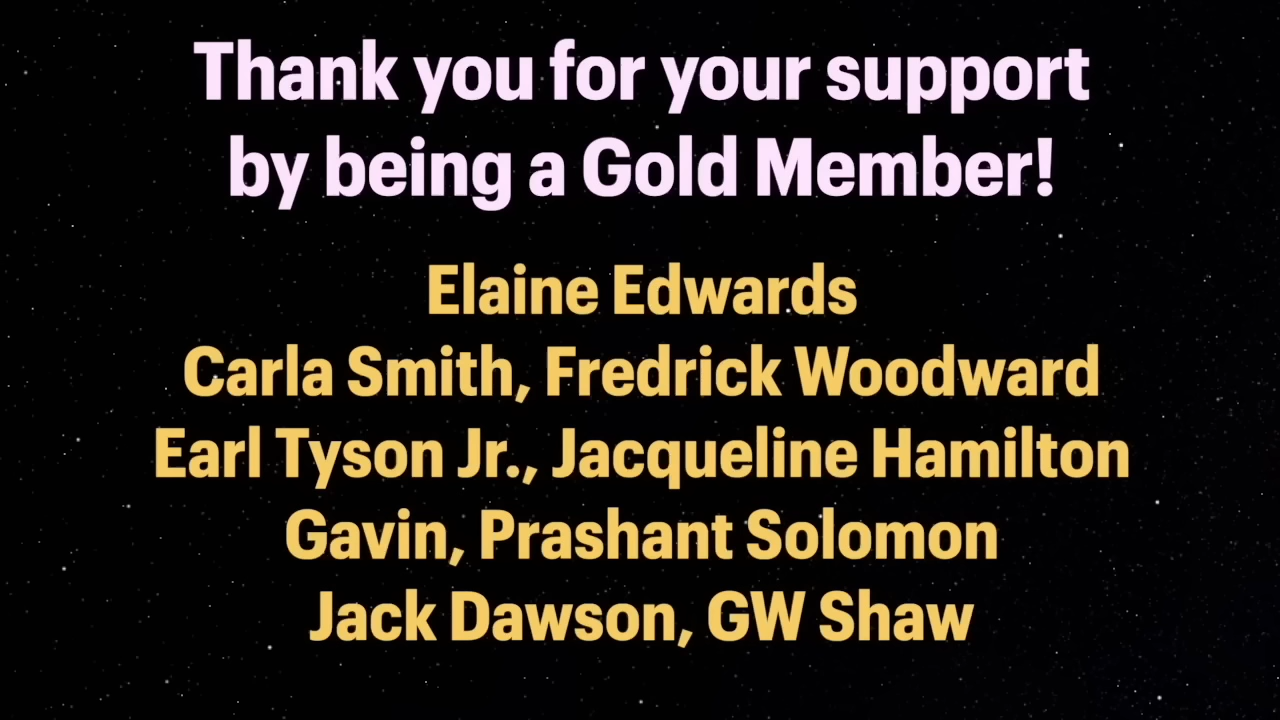 Thank you for your support
by being a Gold Member!
Elaine Edwards
Carla Smith, Fredrick Woodward
Earl Tyson Jr., Jacqueline Hamilton
Gavin, Prashant Solomon
Jack Dawson, GW Shaw